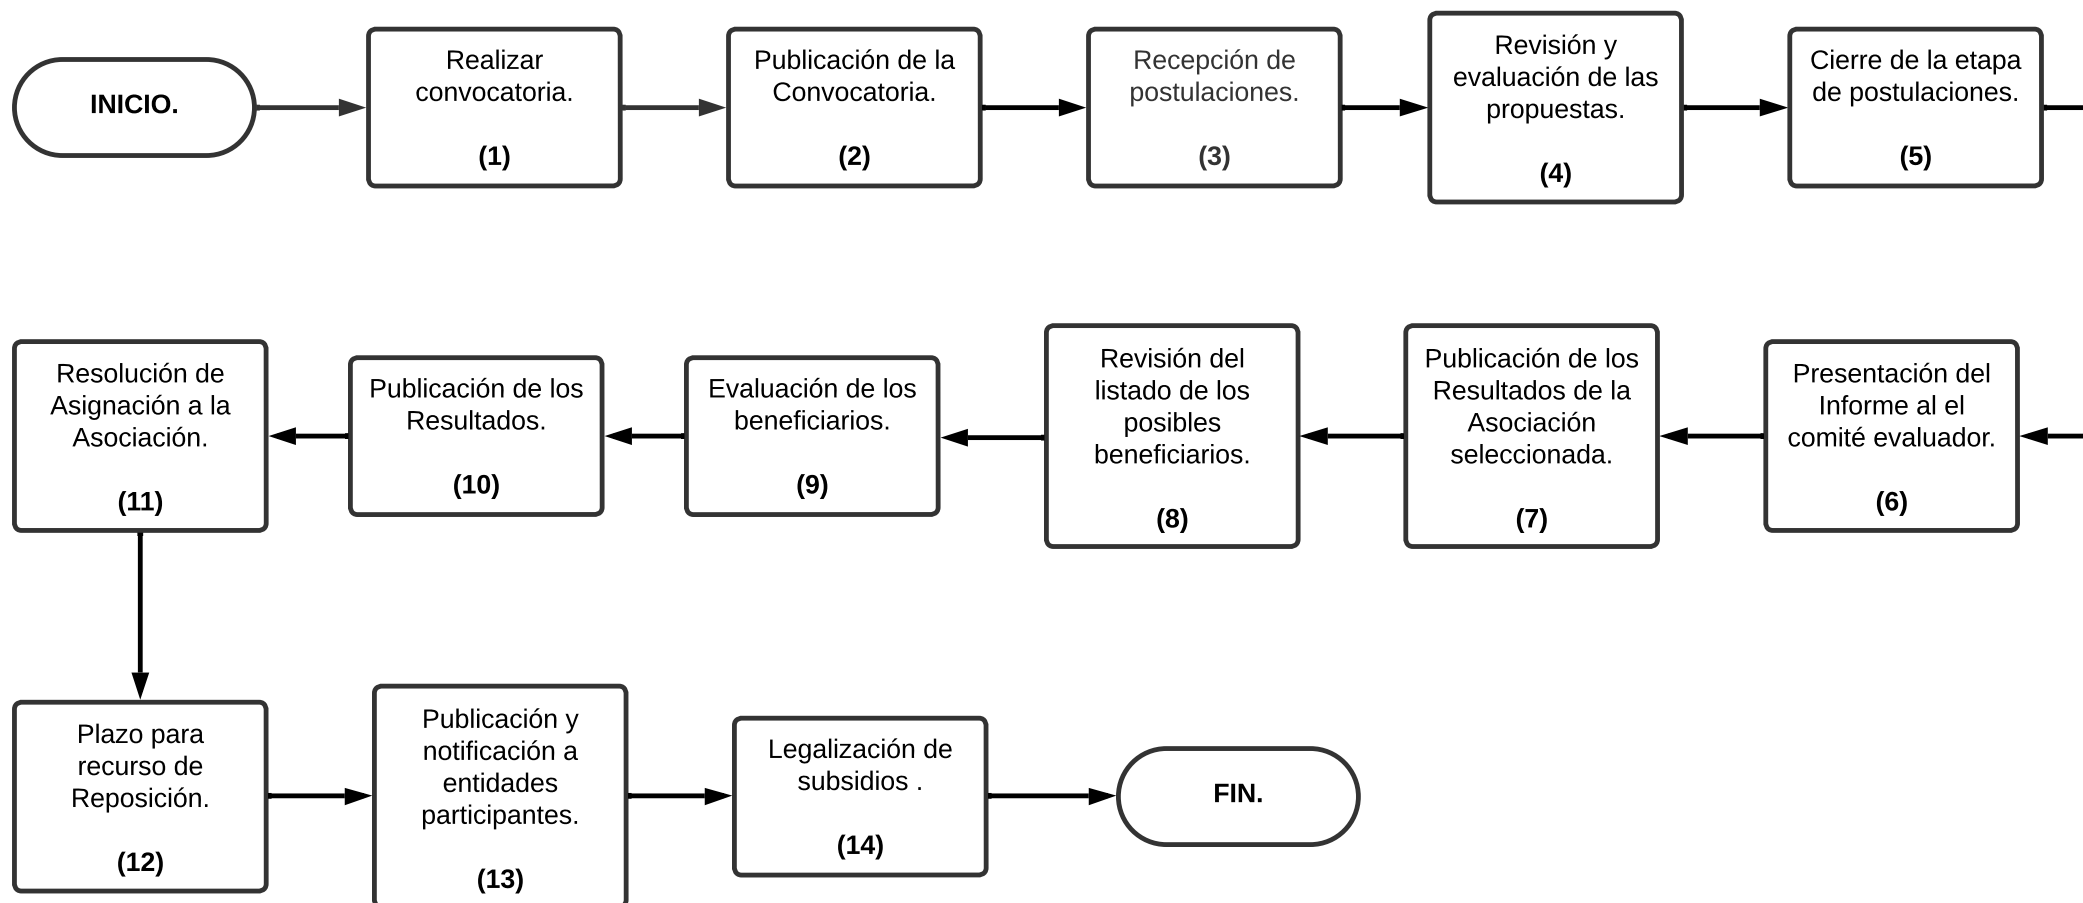 INICIO.
Realizar
convocatoria.
(1)
Publicación de la
Convocatoria.
(2)
Recepción de
postulaciones.
(3)
Revisión y
evaluación de las
propuestas.
(4)
Cierre de la etapa
de postulaciones.
(5)
Presentación del
Informe al el
comité evaluador.
(6)
Publicación de los
Resultados de la
Asociación
seleccionada.
(7)
Revisión del
listado de los
posibles
beneficiarios.
(8)
Evaluación de los
beneficiarios.
(9)
Publicación de los
Resultados.
(10)
Resolución de
Asignación a la
Asociación.
(11)
Plazo para
recurso de
Reposición.
(12)
Publicación y
notificación a
entidades
participantes.
(13)
Legalización de
subsidios .
(14)
FIN.